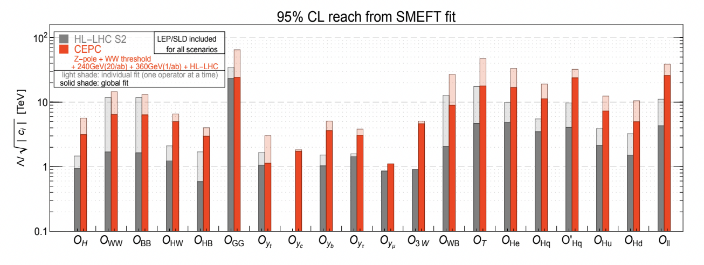 95% CL reach from SMEFT fit
Λ/√|c_i| [TeV]
10²
10
1
0.1
HL-LHC S2
CEPC
Z-pole + WW threshold
+ 240GeV(20/ab) + 360GeV(1/ab) + HL-LHC
light shade: individual fit (one operator at a time)
solid shade: global fit
LEP/SLD included
for all scenarios
O_H O_WW O_BB O_HW O_HB O_GG O_yt O_yc O_yb O_yτ O_yμ O_3W O_WB O_T O_He O_Hq O'_Hq O_Hu O_Hd O_ll